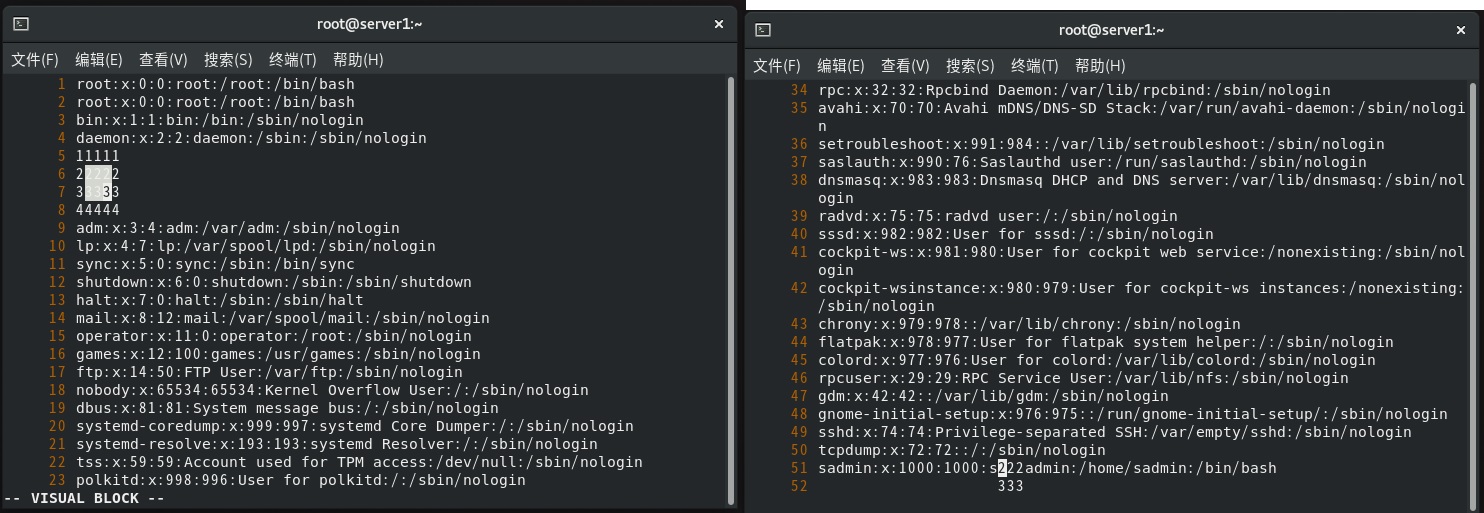 root@server1:~
文件(F) 编辑(E) 查看(V) 搜索(S) 终端(T) 帮助(H)
1 root:x:0:0:root:/root:/bin/bash
2 root:x:0:0:root:/root:/bin/bash
3 bin:x:1:1:bin:/bin:/sbin/nologin
4 daemon:x:2:2:daemon:/sbin:/sbin/nologin
5 11111
6 22222
7 33333
8 44444
9 adm:x:3:4:adm:/var/adm:/sbin/nologin
10 lp:x:4:7:lp:/var/spool/lpd:/sbin/nologin
11 sync:x:5:0:sync:/sbin:/bin/sync
12 shutdown:x:6:0:shutdown:/sbin:/sbin/shutdown
13 halt:x:7:0:halt:/sbin:/sbin/halt
14 mail:x:8:12:mail:/var/spool/mail:/sbin/nologin
15 operator:x:11:0:operator:/root:/sbin/nologin
16 games:x:12:100:games:/usr/games:/sbin/nologin
17 ftp:x:14:50:FTP User:/var/ftp:/sbin/nologin
18 nobody:x:65534:65534:Kernel Overflow User:/:/sbin/nologin
19 dbus:x:81:81:System message bus:/:/sbin/nologin
20 systemd-coredump:x:999:997:systemd Core Dumper:/:/sbin/nologin
21 systemd-resolve:x:193:193:systemd Resolver:/:/sbin/nologin
22 tss:x:59:59:Account used for TPM access:/dev/null:/sbin/nologin
23 polkitd:x:998:996:User for polkitd:/:/sbin/nologin
-- VISUAL BLOCK --
root@server1:~
文件(F) 编辑(E) 查看(V) 搜索(S) 终端(T) 帮助(H)
34 rpc:x:32:32:Rpcbind Daemon:/var/lib/rpcbind:/sbin/nologin
35 avahi:x:70:70:Avahi mDNS/DNS-SD Stack:/var/run/avahi-daemon:/sbin/nologi
n
36 setroubleshoot:x:991:984::/var/lib/setroubleshoot:/sbin/nologin
37 saslauth:x:990:76:Saslauthd user:/run/saslauthd:/sbin/nologin
38 dnsmasq:x:983:983:Dnsmasq DHCP and DNS server:/var/lib/dnsmasq:/sbin/nol
ogin
39 radvd:x:75:75:radvd user:/:/sbin/nologin
40 sssd:x:982:982:User for sssd:/:/sbin/nologin
41 cockpit-ws:x:981:980:User for cockpit web service:/nonexisting:/sbin/nol
ogin
42 cockpit-wsinstance:x:980:979:User for cockpit-ws instances:/nonexisting:
/sbin/nologin
43 chrony:x:979:978::/var/lib/chrony:/sbin/nologin
44 flatpak:x:978:977:User for flatpak system helper:/:/sbin/nologin
45 colord:x:977:976:User for colord:/var/lib/colord:/sbin/nologin
46 rpcuser:x:29:29:RPC Service User:/var/lib/nfs:/sbin/nologin
47 gdm:x:42:42::/var/lib/gdm:/sbin/nologin
48 gnome-initial-setup:x:976:975::/run/gnome-initial-setup/:/sbin/nologin
49 sshd:x:74:74:Privilege-separated SSH:/var/empty/sshd:/sbin/nologin
50 tcpdump:x:72:72::/:/sbin/nologin
51 sadmin:x:1000:1000:s222admin:/home/sadmin:/bin/bash
52 333